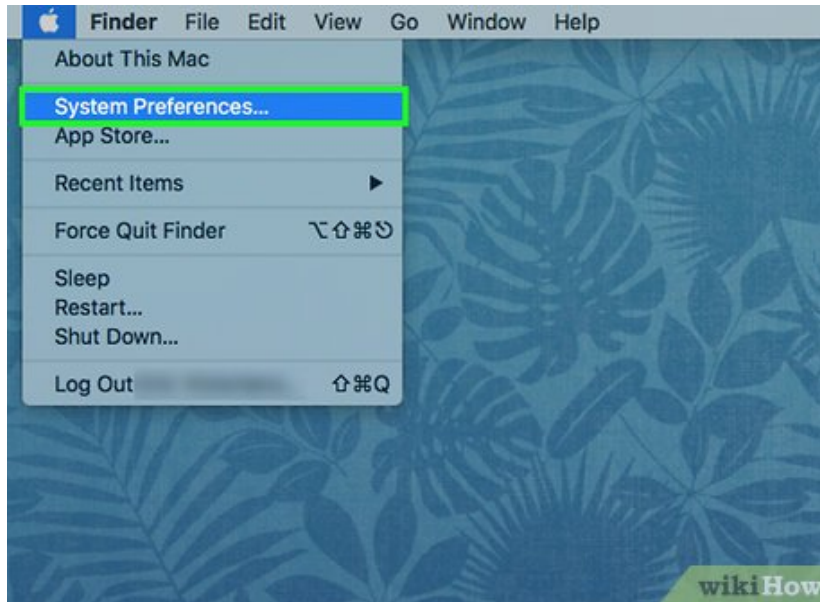 Finder File Edit View Go Window Help
About This Mac
System Preferences...
App Store...
Recent Items ▶
Force Quit Finder ⌥⇧⌘⎋
Sleep
Restart...
Shut Down...
Log Out ⇧⌘Q
wikiHow